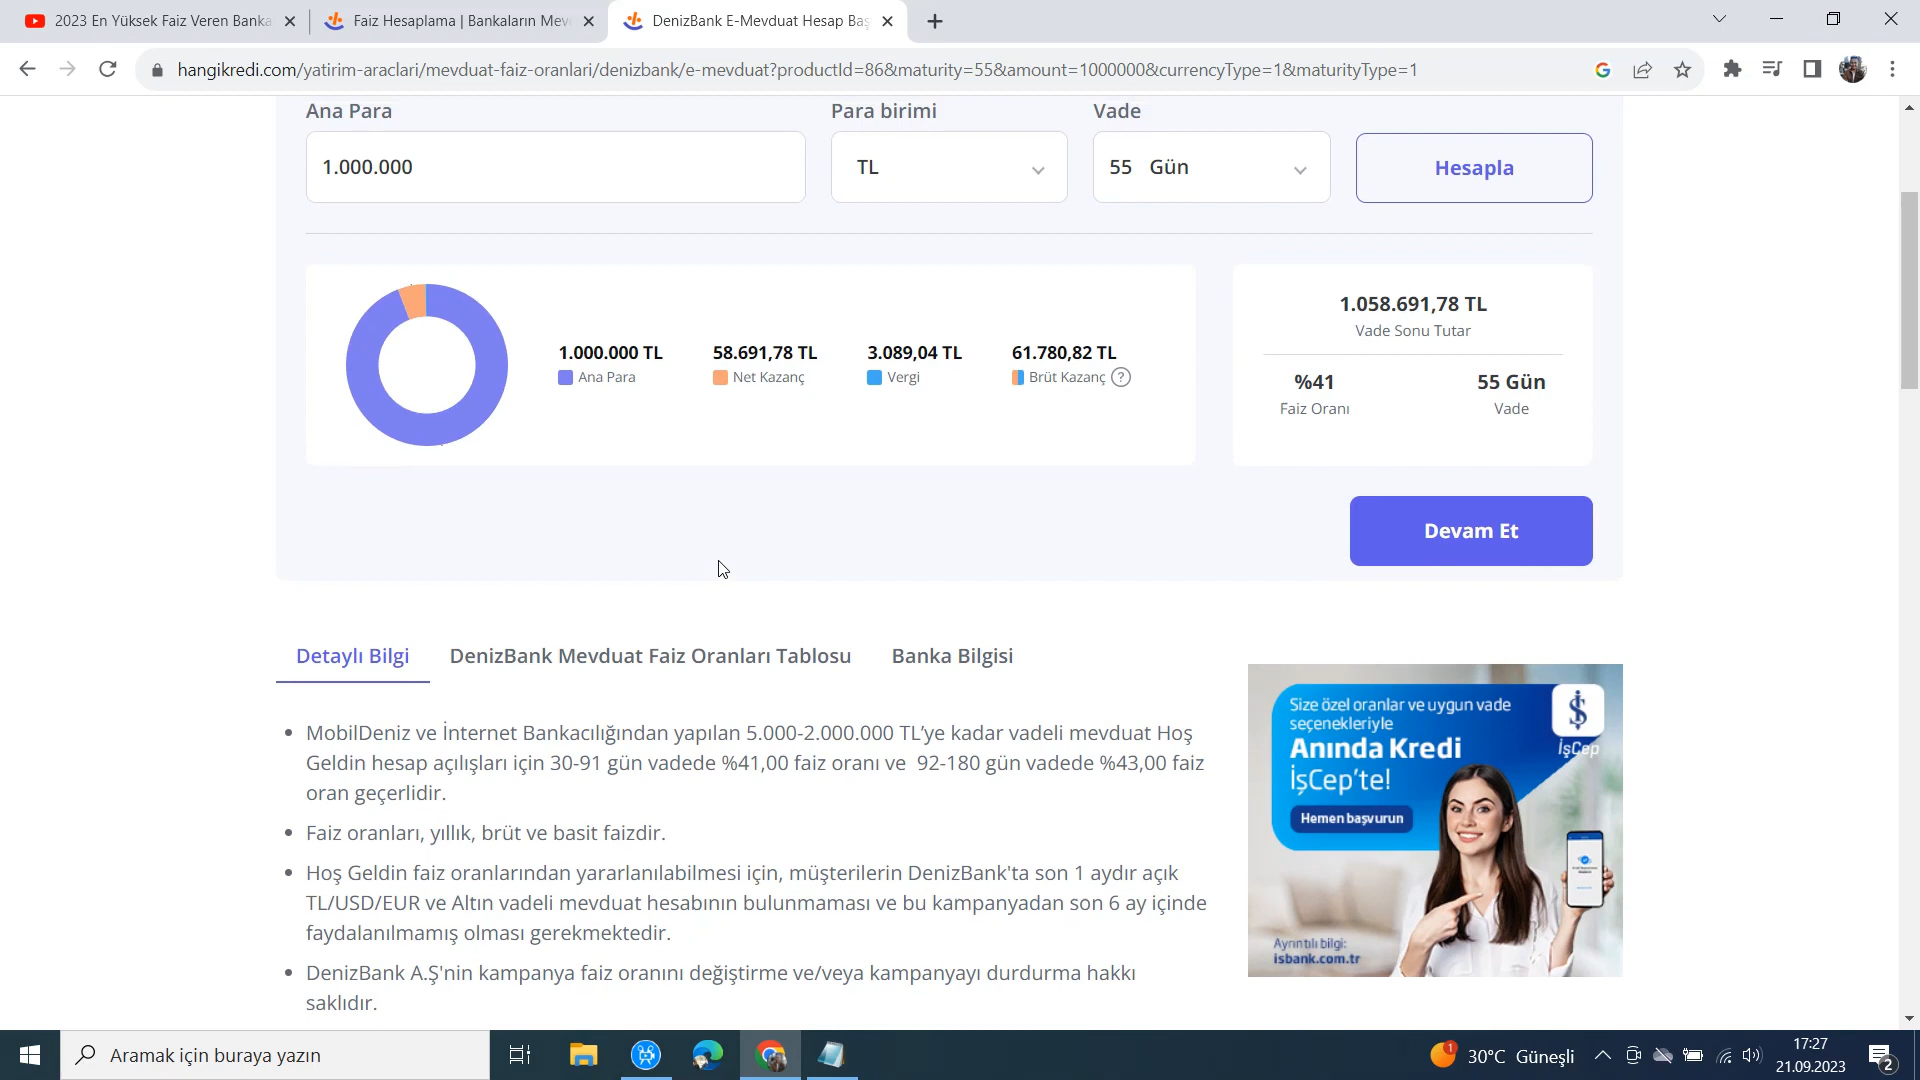 2023 En Yüksek Faiz Veren Banka
Faiz Hesaplama | Bankaların Mev
DenizBank E-Mevduat Hesap Baş
hangikredi.com/yatirim-araclari/mevduat-faiz-oranlari/denizbank/e-mevduat?productId=86&maturity=55&amount=1000000&currencyType=1&maturityType=1
Ana Para
Para birimi
Vade
1.000.000
TL
55 Gün
Hesapla
1.000.000 TL
Ana Para
58.691,78 TL
Net Kazanç
3.089,04 TL
Vergi
61.780,82 TL
Brüt Kazanç ?
1.058.691,78 TL
Vade Sonu Tutar
%41
Faiz Oranı
55 Gün
Vade
Devam Et
Detaylı Bilgi
DenizBank Mevduat Faiz Oranları Tablosu
Banka Bilgisi
MobilDeniz ve İnternet Bankacılığından yapılan 5.000-2.000.000 TL’ye kadar vadeli mevduat Hoş
Geldin hesap açılışları için 30-91 gün vadede %41,00 faiz oranı ve 92-180 gün vadede %43,00 faiz
oran geçerlidir.
Faiz oranları, yıllık, brüt ve basit faizdir.
Hoş Geldin faiz oranlarından yararlanılabilmesi için, müşterilerin DenizBank'ta son 1 aydır açık
TL/USD/EUR ve Altın vadeli mevduat hesabının bulunmaması ve bu kampanyadan son 6 ay içinde
faydalanılmamış olması gerekmektedir.
DenizBank A.Ş'nin kampanya faiz oranını değiştirme ve/veya kampanyayı durdurma hakkı
saklıdır.
Size özel oranlar ve uygun vade
seçenekleriyle
Anında Kredi
İşCep’te!
Hemen başvurun
İşCep
Ayrıntılı bilgi:
isbank.com.tr
Aramak için buraya yazın
1
30°C Güneşli
17:27
21.09.2023
2